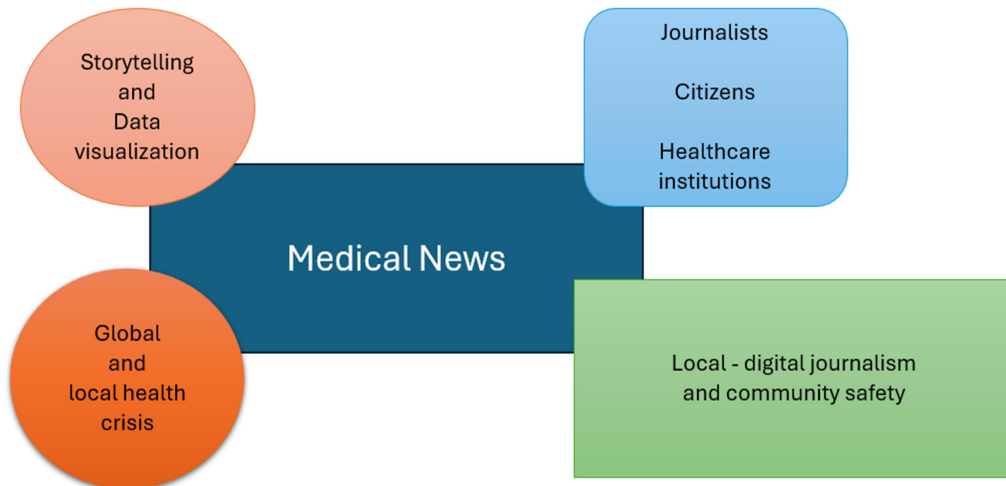 Storytelling
and
Data
visualization
Journalists
Citizens
Healthcare
institutions
Medical News
Global
and
local health
crisis
Local - digital journalism
and community safety